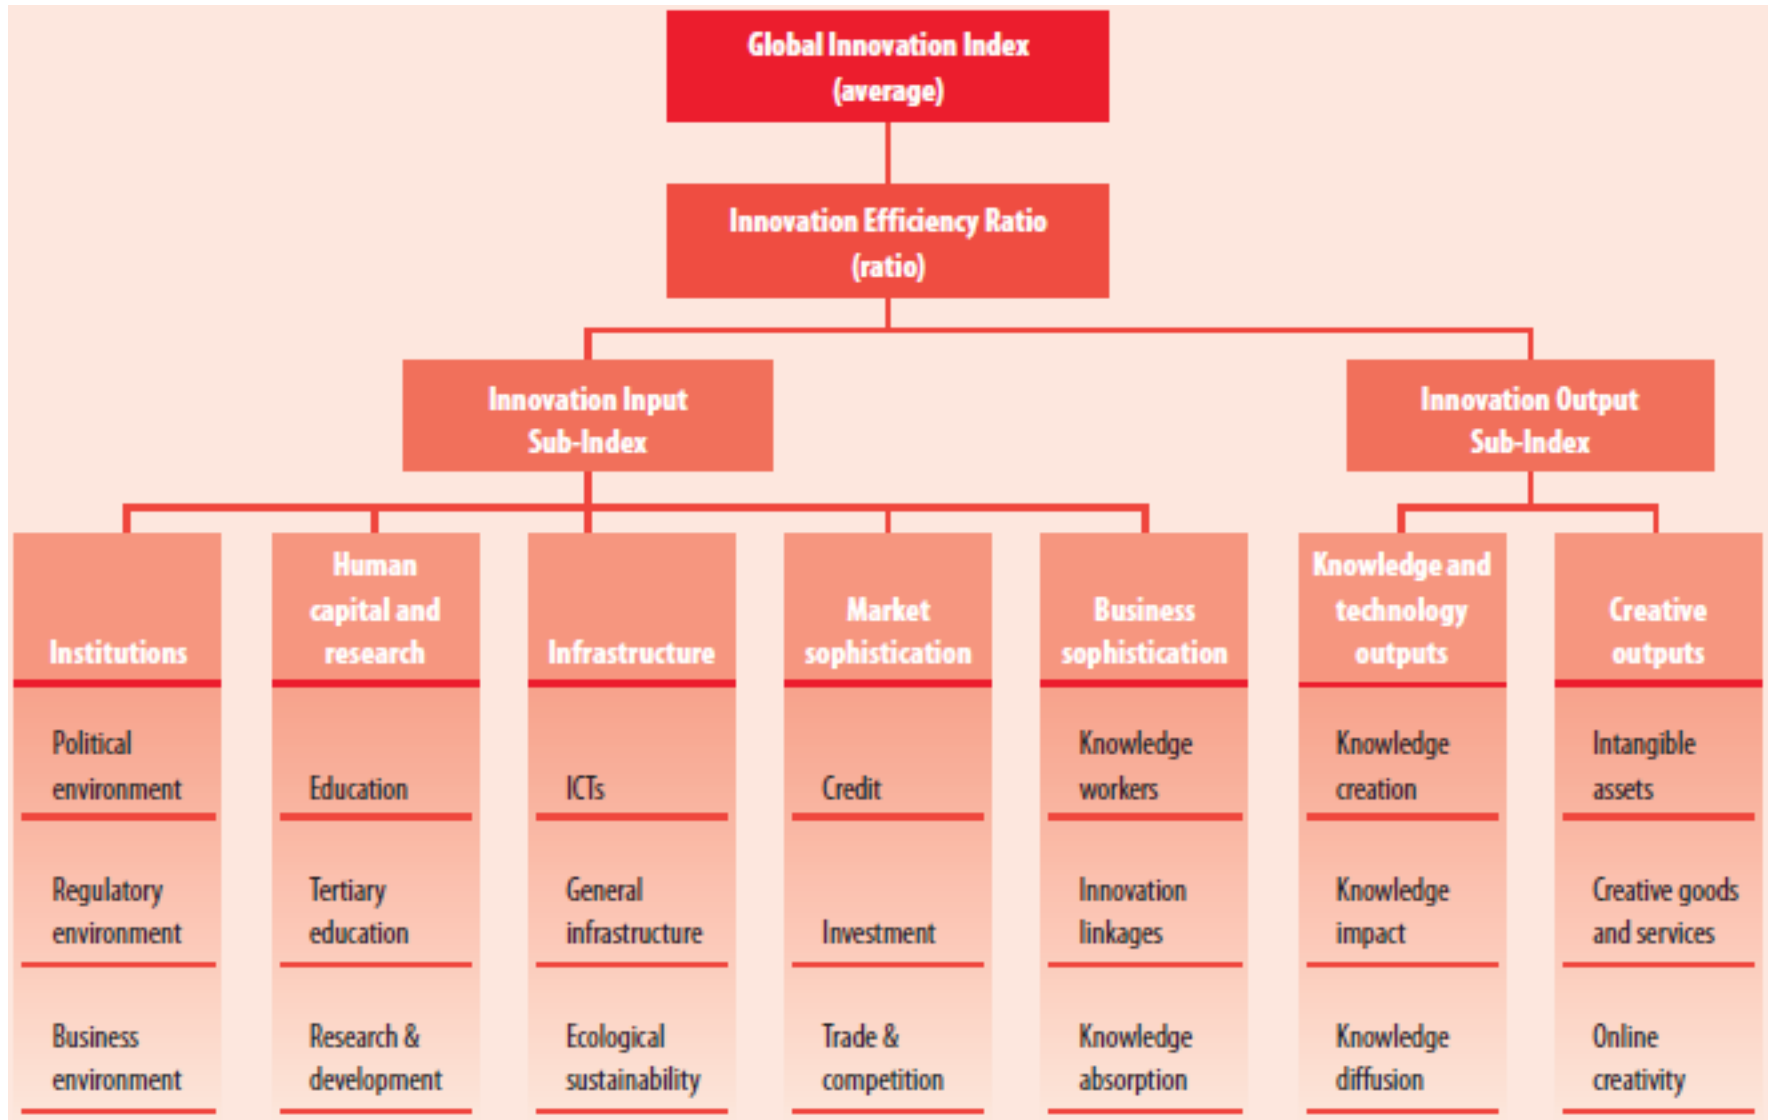 Global Innovation Index
(average)
Innovation Efficiency Ratio
(ratio)
Innovation Input
Sub-Index
Innovation Output
Sub-Index
Institutions
Human
capital and
research
Infrastructure
Market
sophistication
Business
sophistication
Knowledge and
technology
outputs
Creative
outputs
Political
environment
Education
ICTs
Credit
Knowledge
workers
Knowledge
creation
Intangible
assets
Regulatory
environment
Tertiary
education
General
infrastructure
Investment
Innovation
linkages
Knowledge
impact
Creative goods
and services
Business
environment
Research &
development
Ecological
sustainability
Trade &
competition
Knowledge
absorption
Knowledge
diffusion
Online
creativity